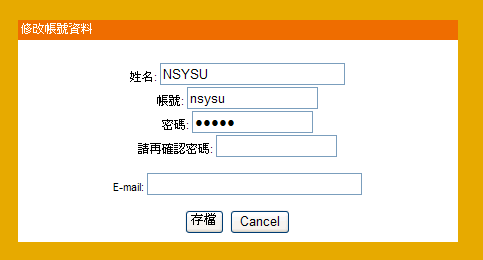 修改帳號資料
姓名: NSYSU
帳號: nsysu
密碼: ●●●●●
請再確認密碼:
E-mail:
存檔 Cancel